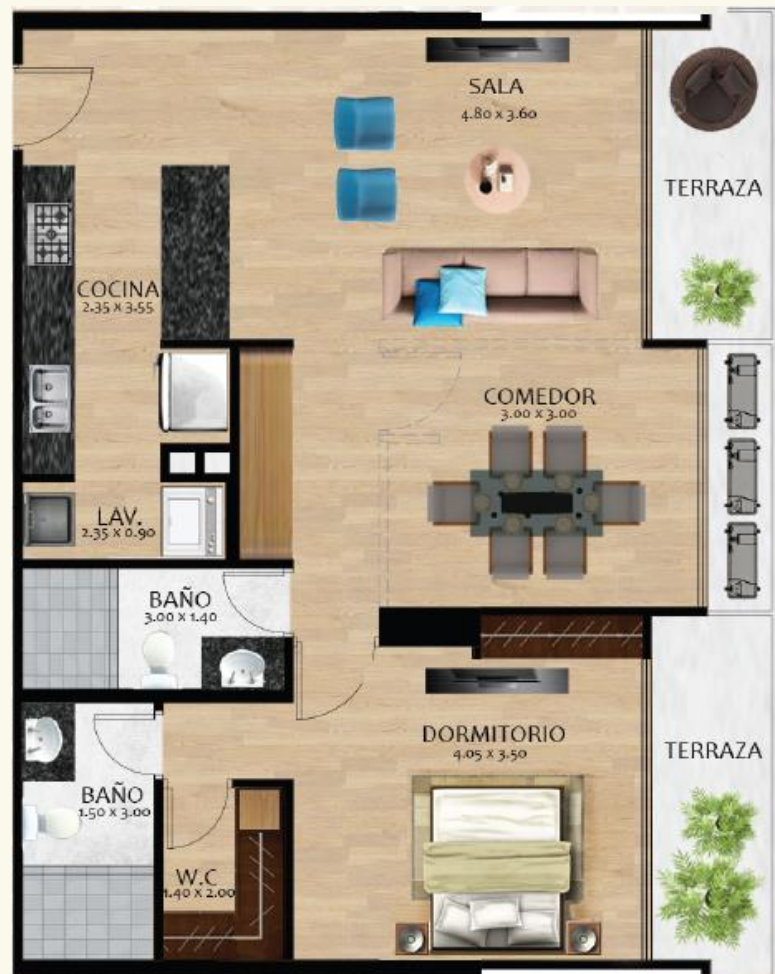 SALA
4.80 x 3.60
TERRAZA
COCINA
2.35 x 3.55
COMEDOR
3.00 x 3.00
LAV.
2.35 x 0.90
BAÑO
3.00 x 1.40
DORMITORIO
4.05 x 3.50
TERRAZA
BAÑO
1.50 x 3.00
W.C
1.40 x 2.00